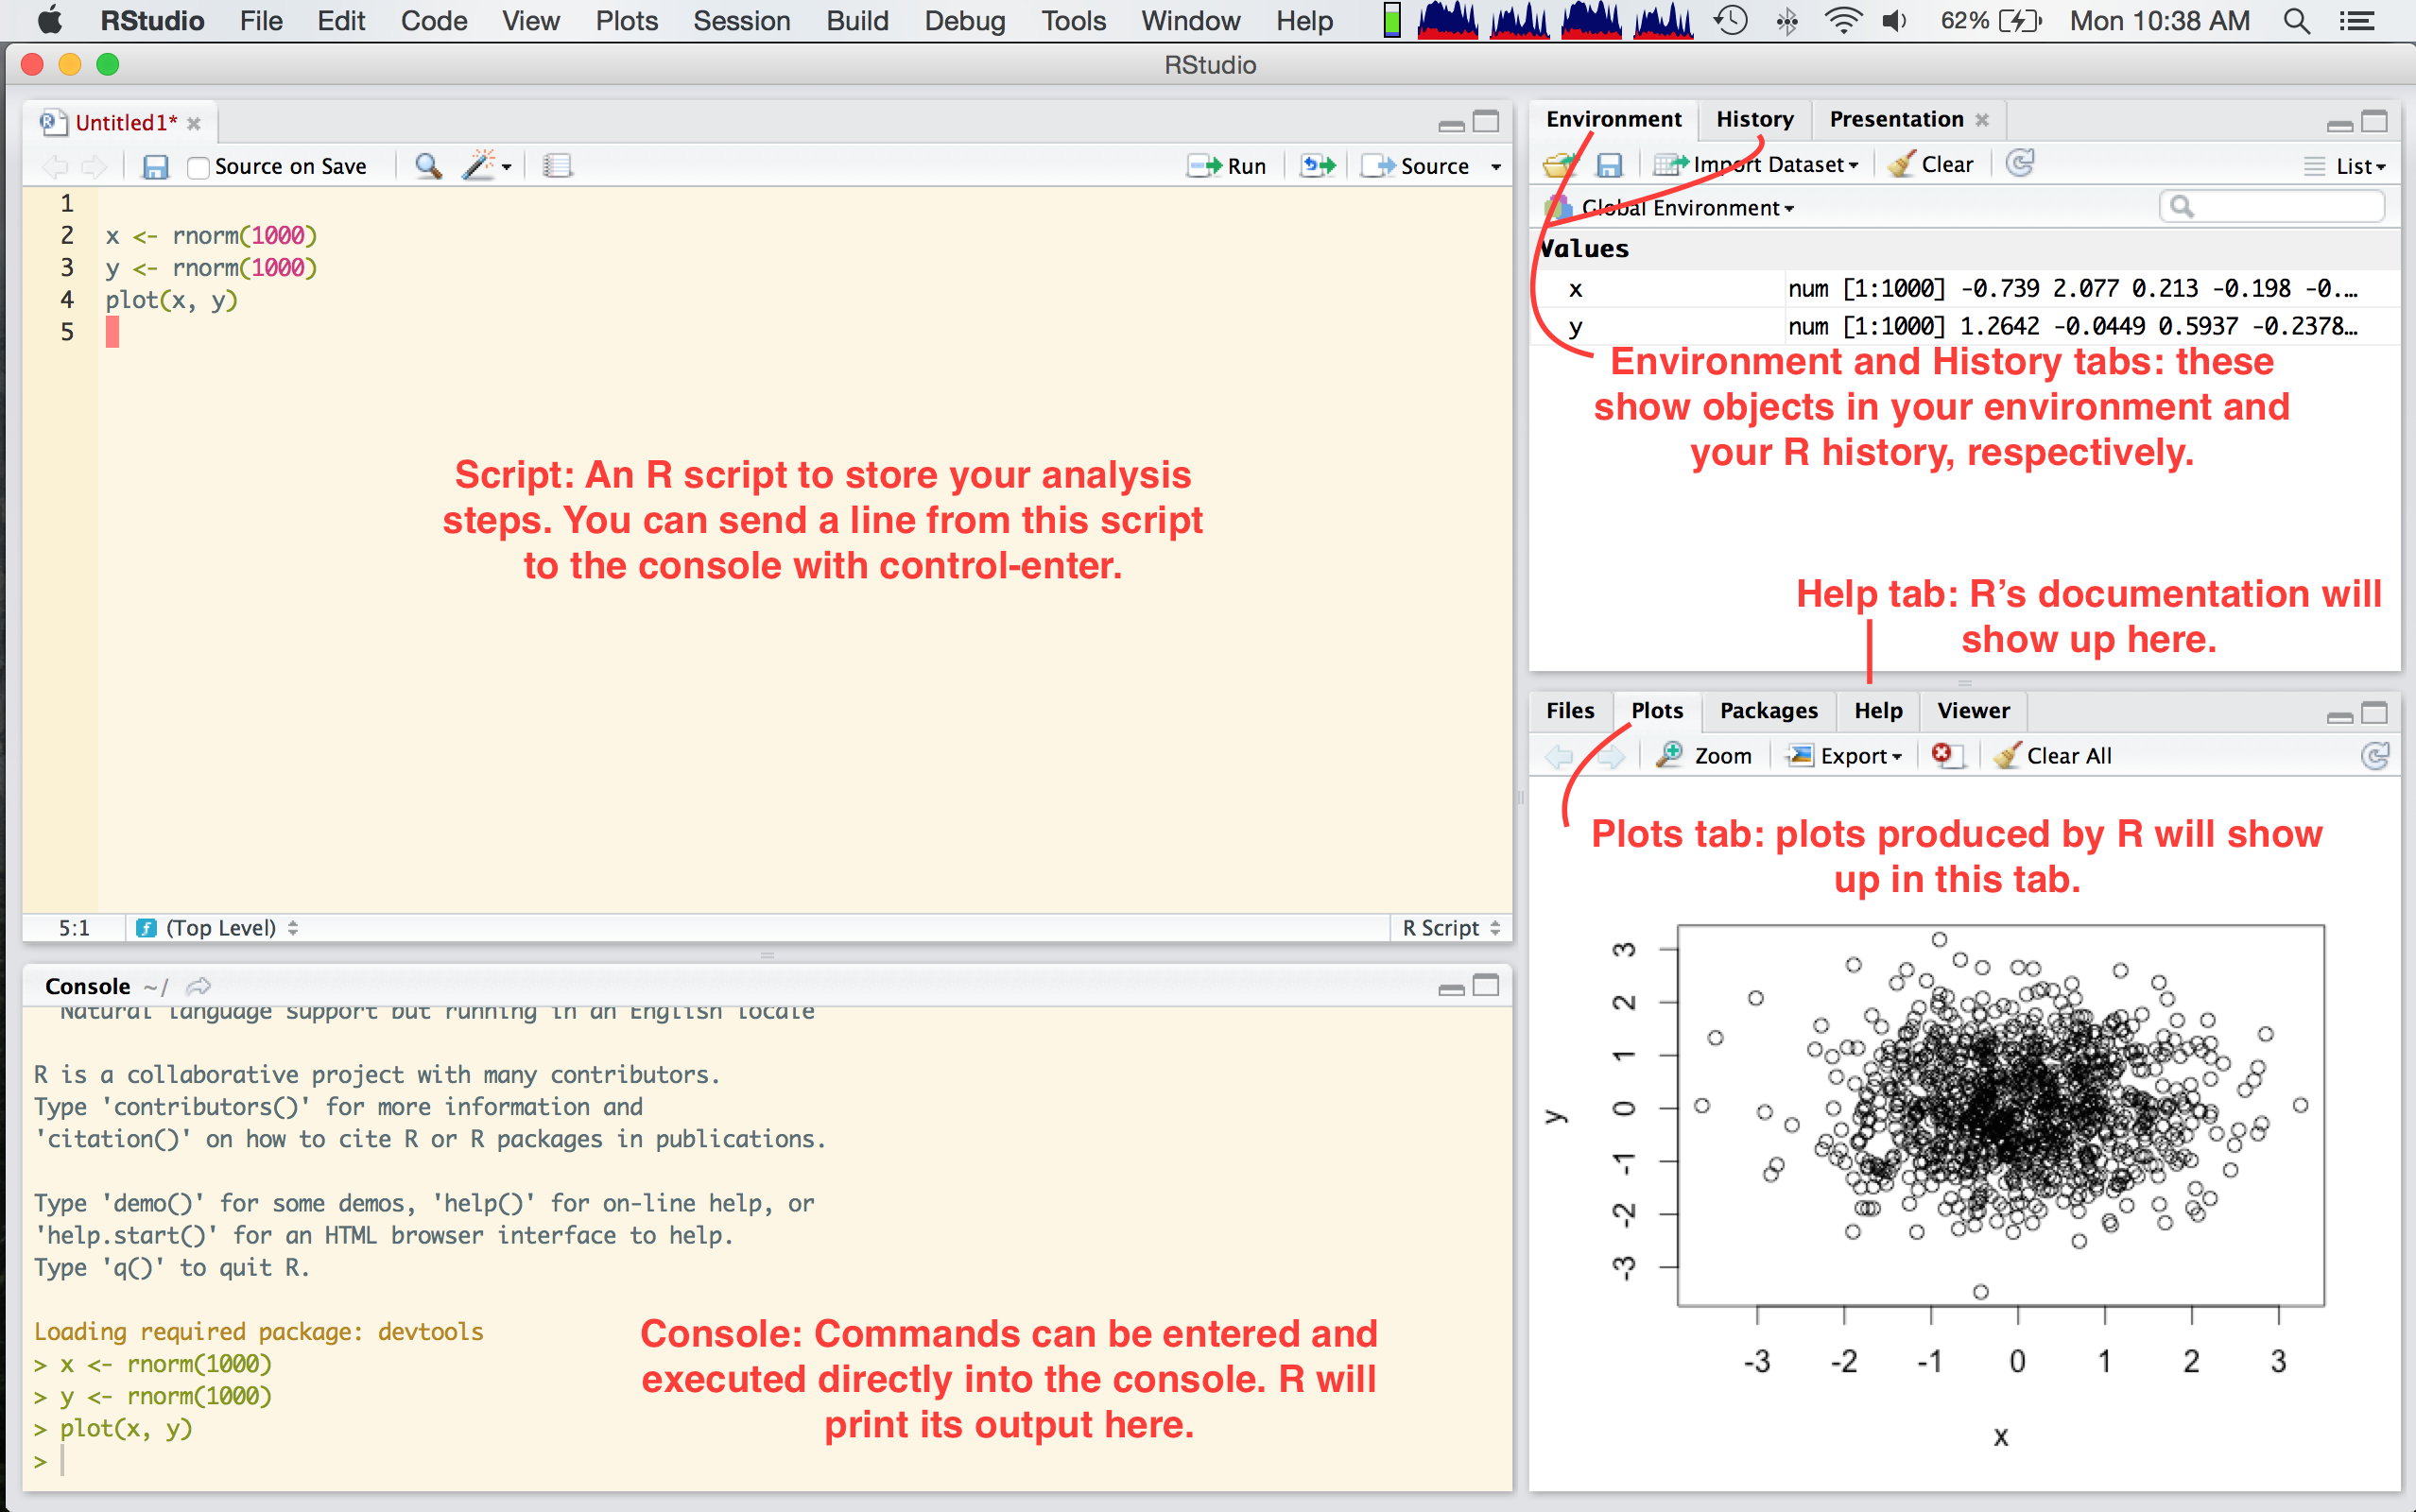 RStudio File Edit Code View Plots Session Build Debug Tools Window Help 62% Mon 10:38 AM
RStudio
Untitled1*
Source on Save Run Source
1
2 x <- rnorm(1000)
3 y <- rnorm(1000)
4 plot(x, y)
5
Script: An R script to store your analysis
steps. You can send a line from this script
to the console with control-enter.
5:1 (Top Level) R Script
Console ~/
Natural language support but running in an English locale
R is a collaborative project with many contributors.
Type 'contributors()' for more information and
'citation()' on how to cite R or R packages in publications.
Type 'demo()' for some demos, 'help()' for on-line help, or
'help.start()' for an HTML browser interface to help.
Type 'q()' to quit R.
Loading required package: devtools
> x <- rnorm(1000)
> y <- rnorm(1000)
> plot(x, y)
>
Console: Commands can be entered and
executed directly into the console. R will
print its output here.
Environment History Presentation
Import Dataset Clear List
Global Environment
Values
x num [1:1000] -0.739 2.077 0.213 -0.198 -0.…
y num [1:1000] 1.2642 -0.0449 0.5937 -0.2378…
Environment and History tabs: these
show objects in your environment and
your R history, respectively.
Help tab: R's documentation will
show up here.
Files Plots Packages Help Viewer
Zoom Export Clear All
Plots tab: plots produced by R will show
up in this tab.
3
2
1
0
-1
-2
-3
y
-3 -2 -1 0 1 2 3
x